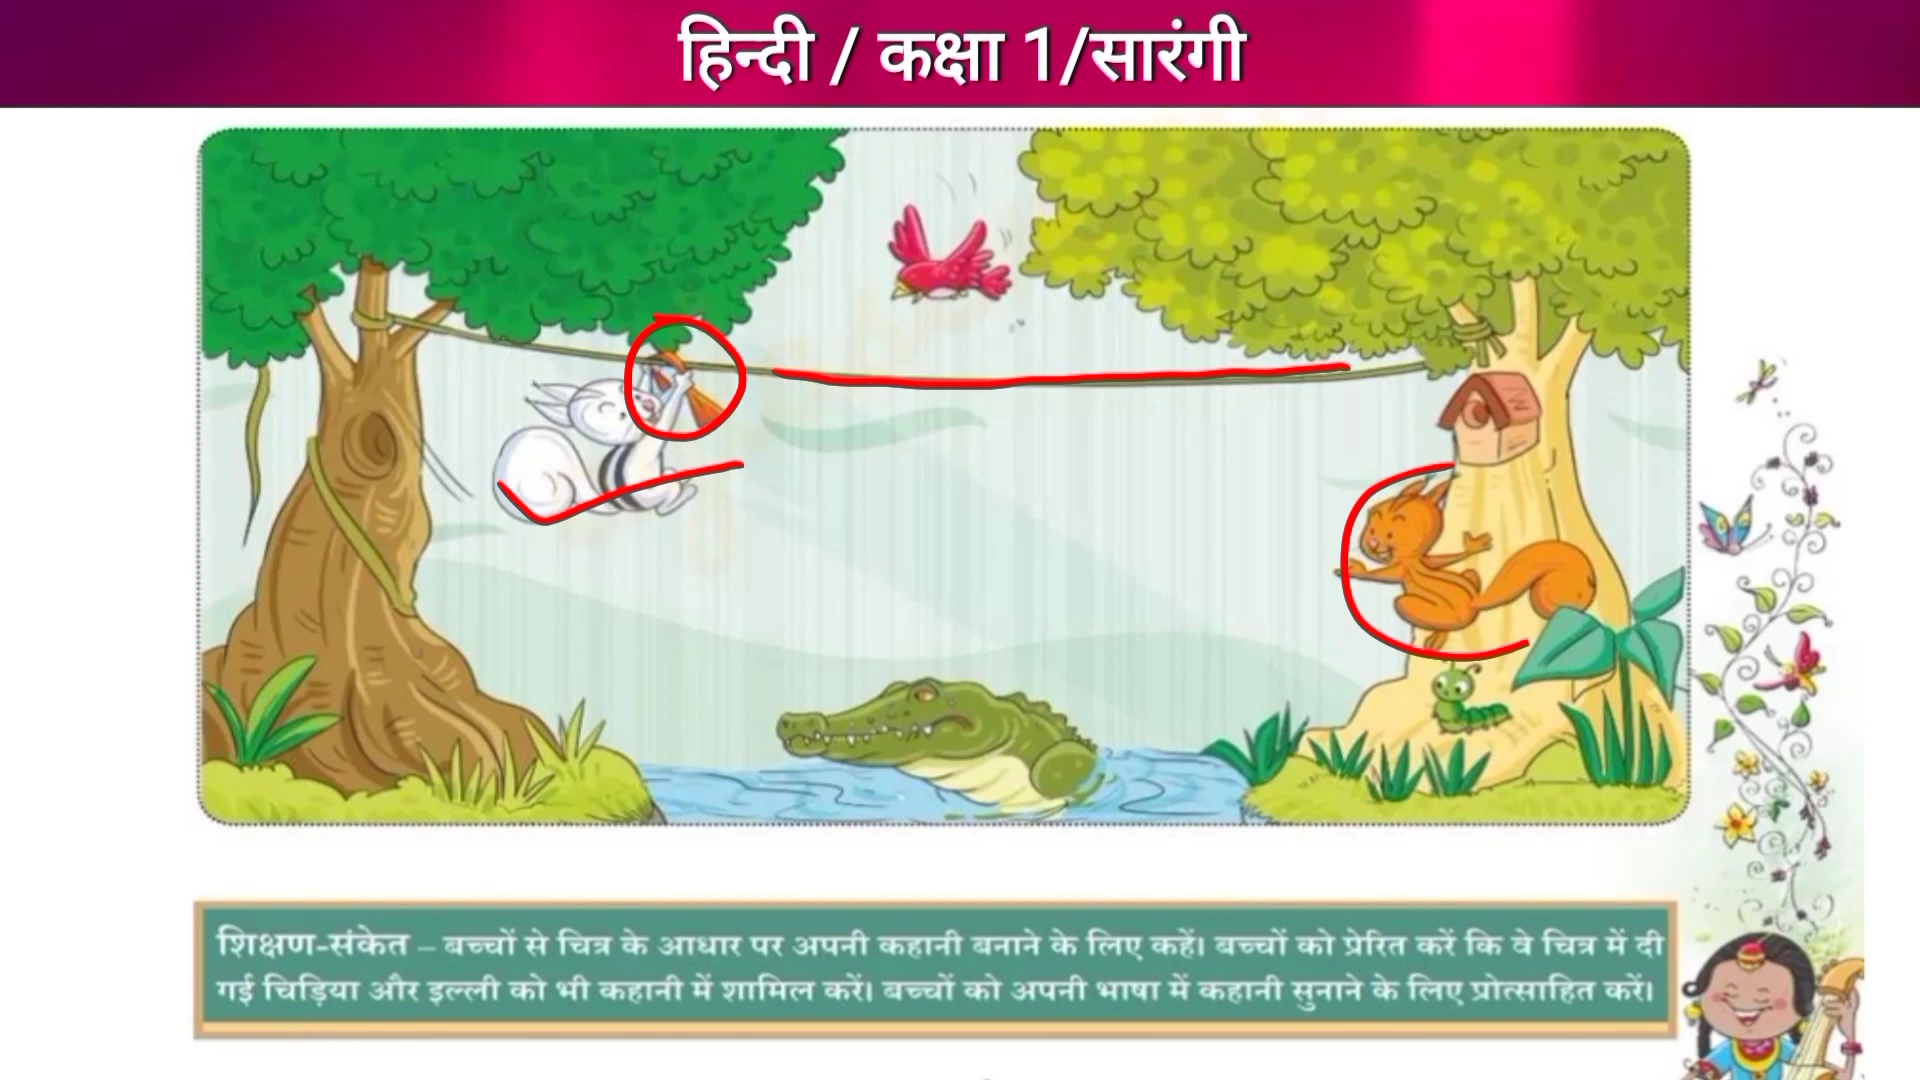 हिन्दी / कक्षा 1/सारंगी
शिक्षण-संकेत – बच्चों से चित्र के आधार पर अपनी कहानी बनाने के लिए कहें। बच्चों को प्रेरित करें कि वे चित्र में दी
गई चिड़िया और इल्ली को भी कहानी में शामिल करें। बच्चों को अपनी भाषा में कहानी सुनाने के लिए प्रोत्साहित करें।